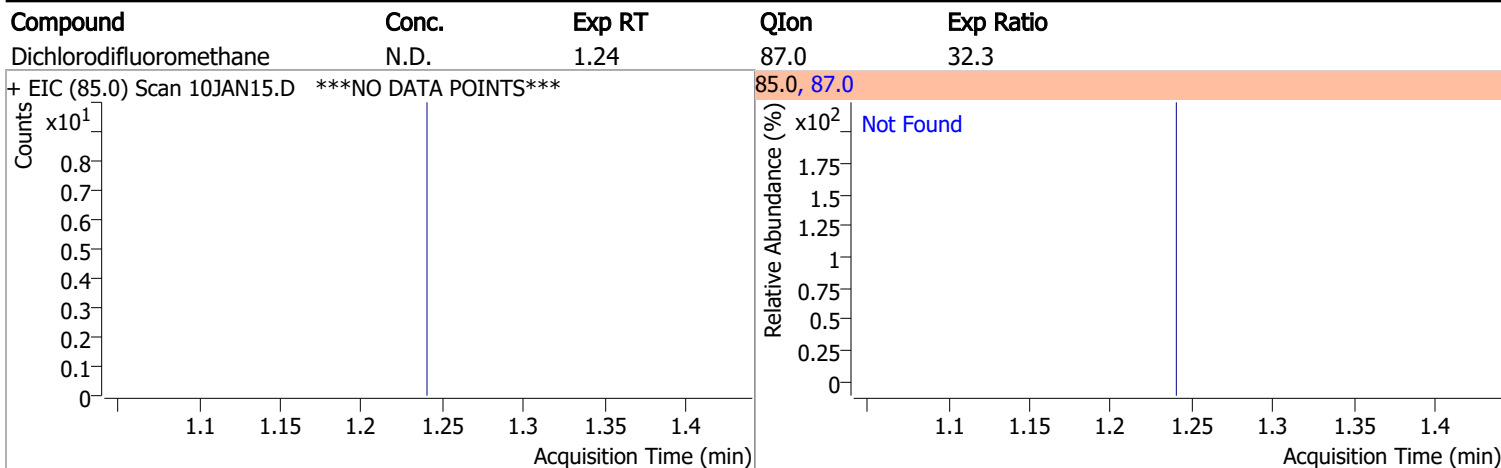 Compound Conc. Exp RT QIon Exp Ratio
Dichlorodifluoromethane N.D. 1.24 87.0 32.3
+ EIC (85.0) Scan 10JAN15.D ***NO DATA POINTS***
Counts
x10¹
0.8
0.7
0.6
0.5
0.4
0.3
0.2
0.1
0
1.1 1.15 1.2 1.25 1.3 1.35 1.4
Acquisition Time (min)
85.0, 87.0
Relative Abundance (%)
x10²
Not Found
1.75
1.5
1.25
1
0.75
0.5
0.25
0
1.1 1.15 1.2 1.25 1.3 1.35 1.4
Acquisition Time (min)